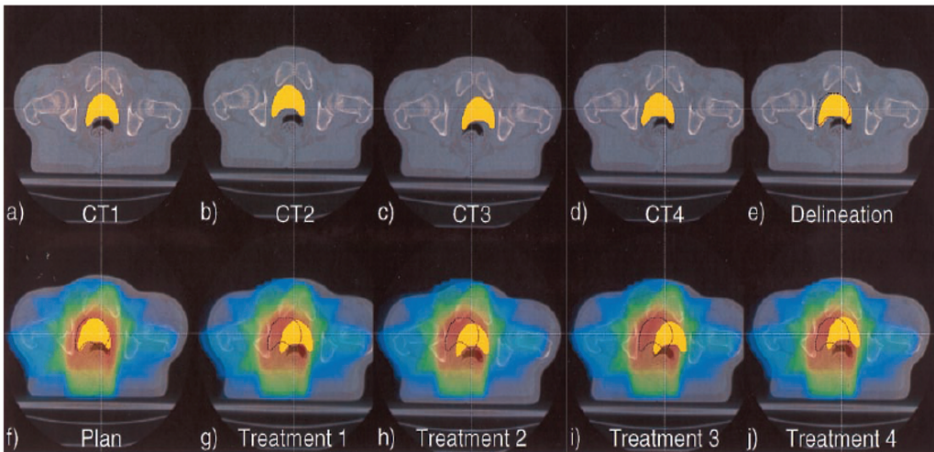 a) CT1
b) CT2
c) CT3
d) CT4
e) Delineation
f) Plan
g) Treatment 1
h) Treatment 2
i) Treatment 3
j) Treatment 4